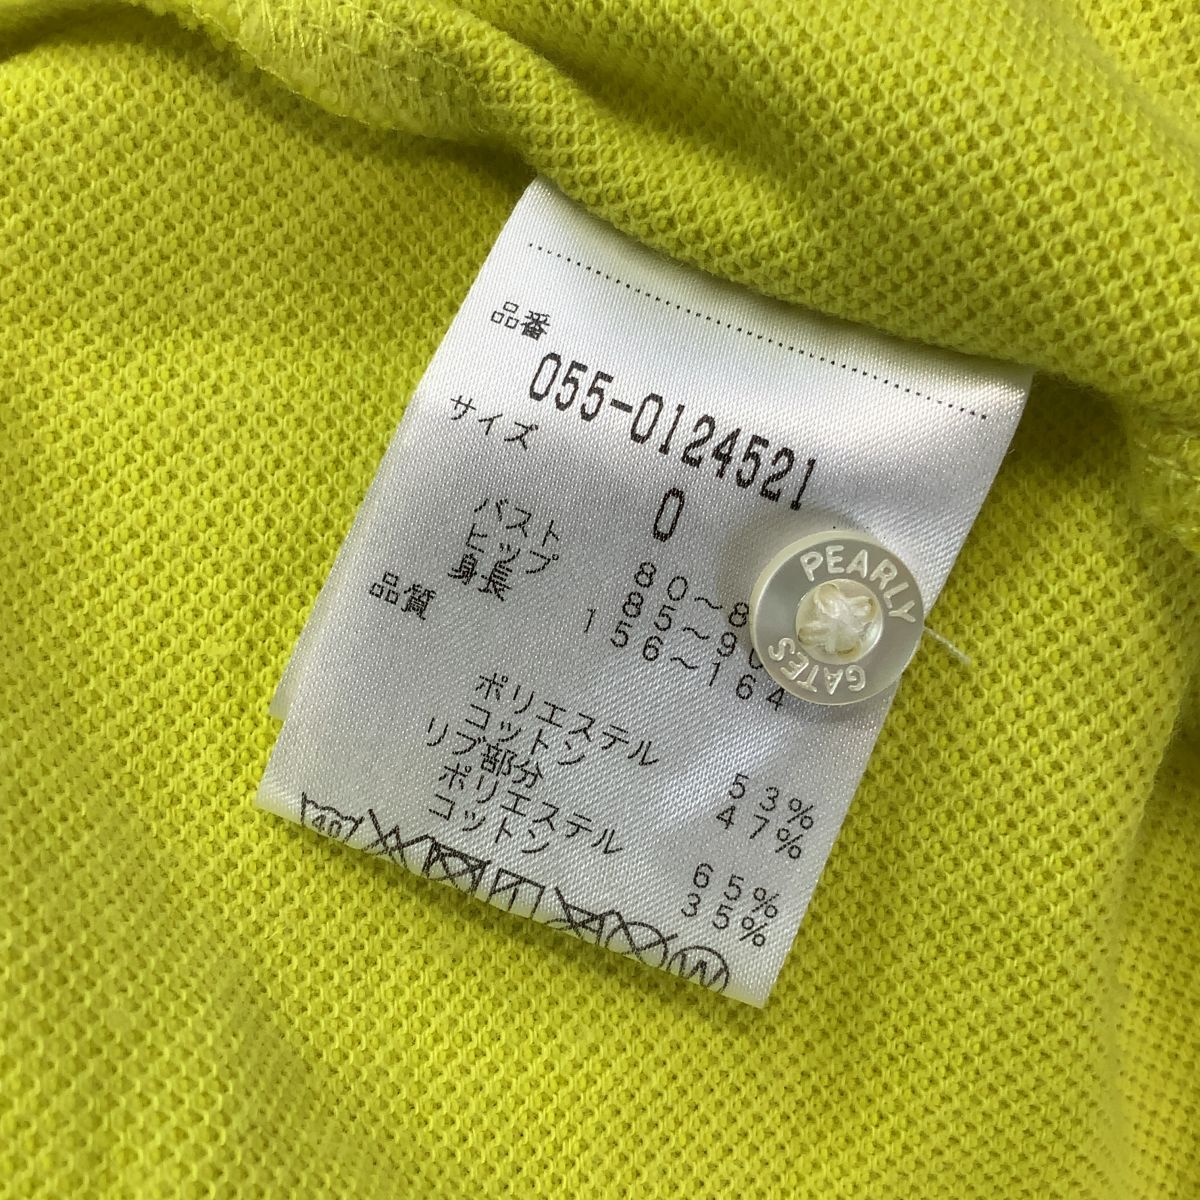 品番
055-0124521
サイズ
0
バスト 80~8
ヒップ 85~90
身長 156~164
品質
ポリエステル 53%
コットン 47%
リブ部分
ポリエステル 65%
コットン 35%
40
W
PEARLY
GATES